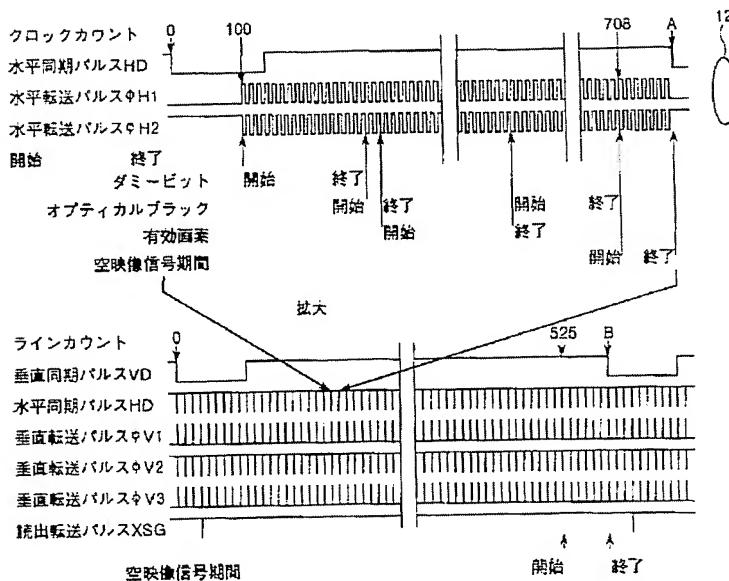 0 100 708 A 12
クロックカウント
水平同期パルスHD
水平転送パルスφH1
水平転送パルスφH2
開始 終了
開始 終了 開始 終了
ダミービット
開始 終了 終了 開始
オプティカルブラック
開始 終了
有効画素
開始 終了
空映像信号期間
拡大
0 525 B
ラインカウント
垂直同期パルスVD
水平同期パルスHD
垂直転送パルスφV1
垂直転送パルスφV2
垂直転送パルスφV3
読出転送パルスXSG
空映像信号期間 開始 終了